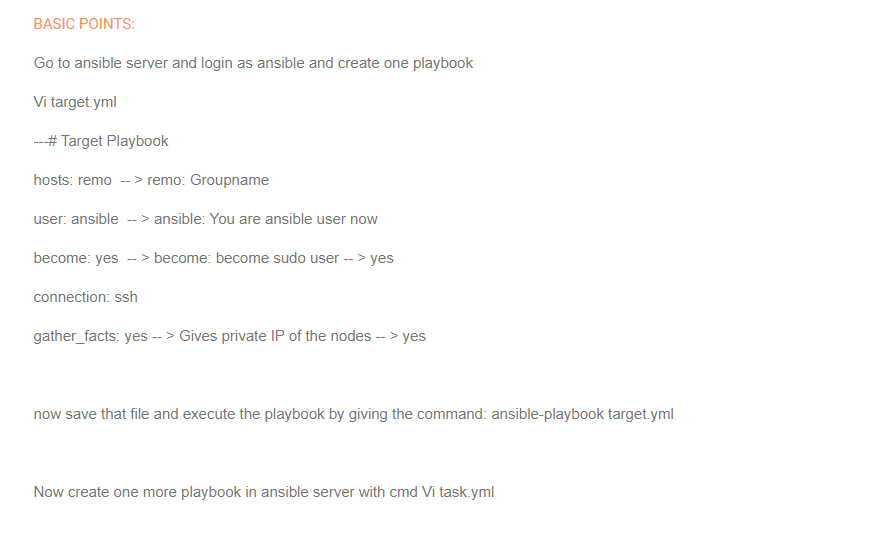 BASIC POINTS:
Go to ansible server and login as ansible and create one playbook
Vi target.yml
---# Target Playbook
hosts: remo  -- > remo: Groupname
user: ansible  -- > ansible: You are ansible user now
become: yes  -- > become: become sudo user -- > yes
connection: ssh
gather_facts: yes -- > Gives private IP of the nodes -- > yes
now save that file and execute the playbook by giving the command: ansible-playbook target.yml
Now create one more playbook in ansible server with cmd Vi task.yml